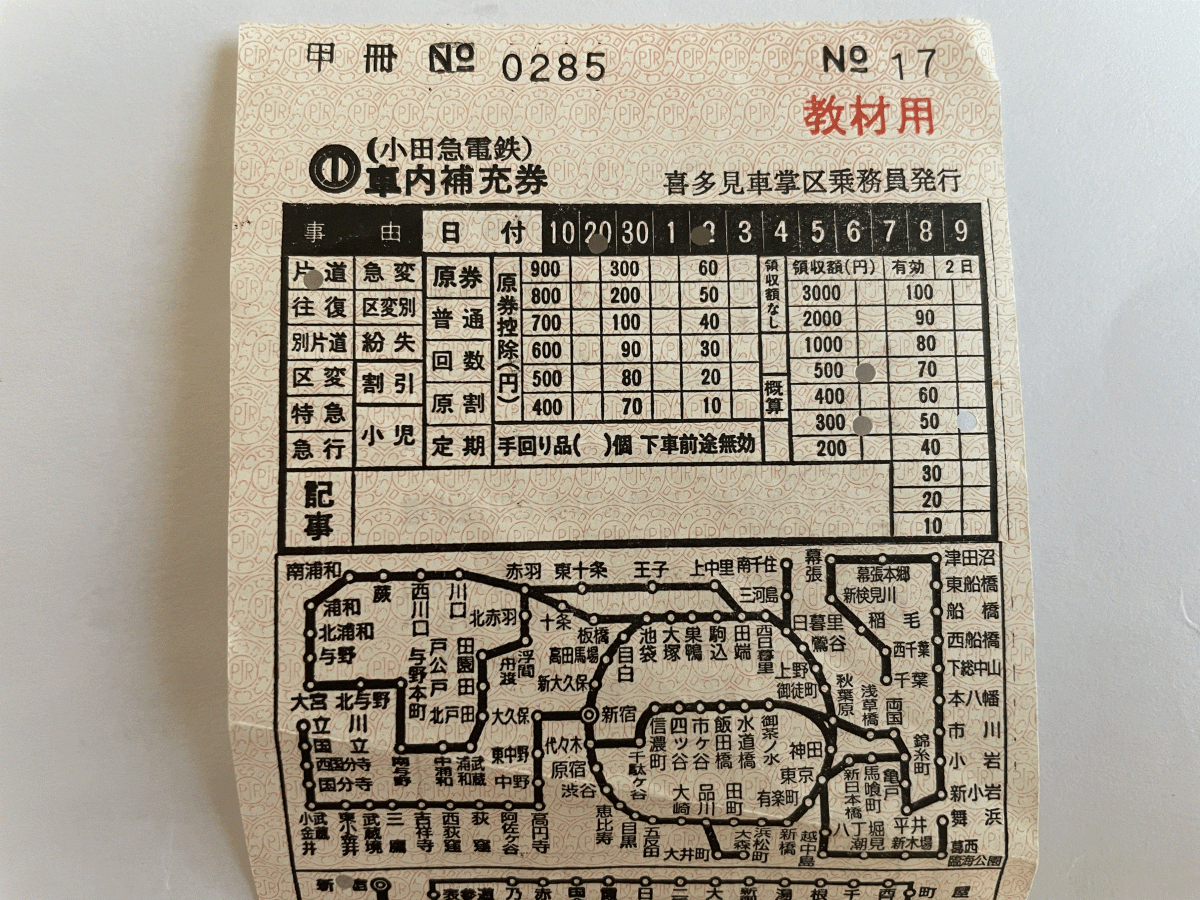 甲 冊 № 0285 № 17
教材用
① (小田急電鉄)
車内補充券 喜多見車掌区乗務員発行
事由 日付 10 20 30 1 2 3 4 5 6 7 8 9
片道 急変 原券 原券控除(円) 900 300 60 領収額なし 領収額(円) 有効 2日
往復 区変別 800 200 50 3000 100
普通 700 100 40 2000 90
別片道 紛失 回数 600 90 30 1000 80
区変 割引 500 80 20 概算 500 70
特急 小児 原割 400 70 10 400 60
300 50
急行 定期 手回り品( )個 下車前途無効 200 40
記事 30
20
10
南浦和 蕨 西川口 川口 赤羽 東十条 王子 上中里 南千住 幕張 幕張本郷 津田沼
浦和 北赤羽 十条 三河島 新検見川 東船橋
北浦和 板橋 池袋 大塚 巣鴨 駒込 田端 西日暮里 日暮里 稲毛 船橋
与野 与野本町 戸田公園 戸田 浮間舟渡 高田馬場 目白 鶯谷 西千葉 西船橋
新大久保 上野 千葉 下総中山
大宮 北与野 北戸田 大久保 新宿 御徒町 秋葉原 浅草橋 両国 本八幡
立川 信濃町 四ッ谷 市ヶ谷 飯田橋 水道橋 御茶ノ水 錦糸町 市川
国立 南与野 中浦和 武蔵浦和 東中野 代々木 千駄ヶ谷 神田
西国分寺 原宿 東京 小岩
国分寺 中野 渋谷 大崎 品川 田町 有楽町 新日本橋 馬喰町 亀戸 新小岩
武蔵小金井 東小金井 武蔵境 三鷹 吉祥寺 西荻窪 荻窪 阿佐ケ谷 高円寺 恵比寿 目黒 五反田 大井町 大森 浜松町 新橋 越中島 八丁堀 潮見 平井 新木場 舞浜
葛西臨海公園
表参道 乃 赤 日 二 大 湯 根 千 西 町屋